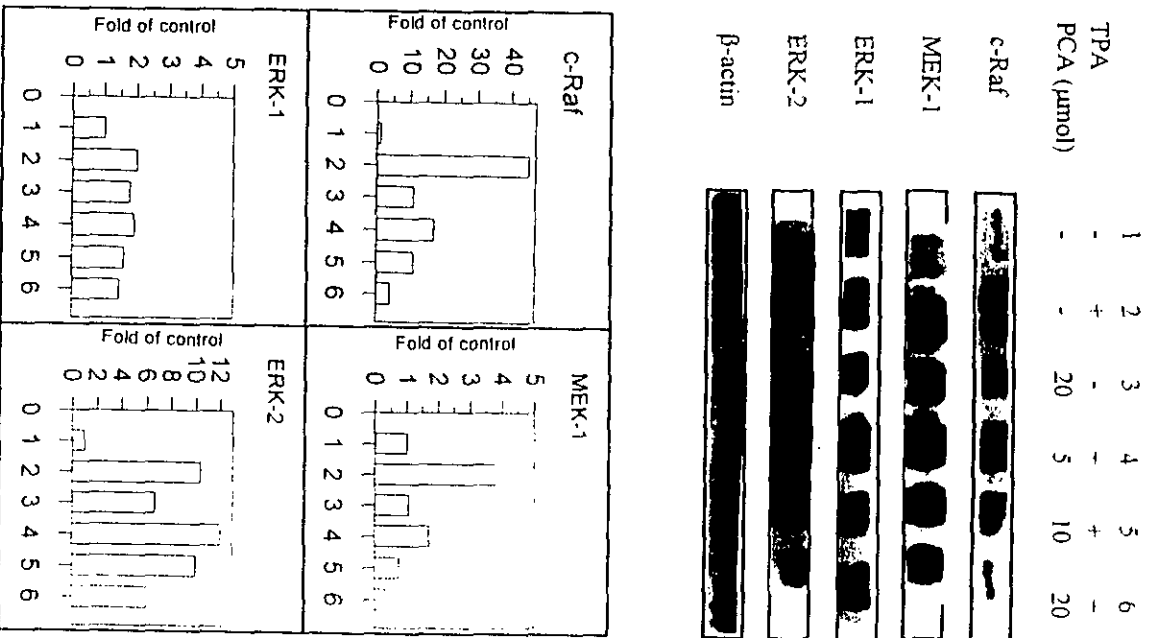 1 2 3 4 5 6
TPA - + - - + -
PCA (μmol) - - 20 5 10 20
c-Raf
MEK-1
ERK-1
ERK-2
β-actin
c-Raf
Fold of control
40
30
20
10
0
0 1 2 3 4 5 6
MEK-1
Fold of control
5
4
3
2
1
0
0 1 2 3 4 5 6
ERK-1
Fold of control
5
4
3
2
1
0
0 1 2 3 4 5 6
ERK-2
Fold of control
12
10
8
6
4
2
0
0 1 2 3 4 5 6